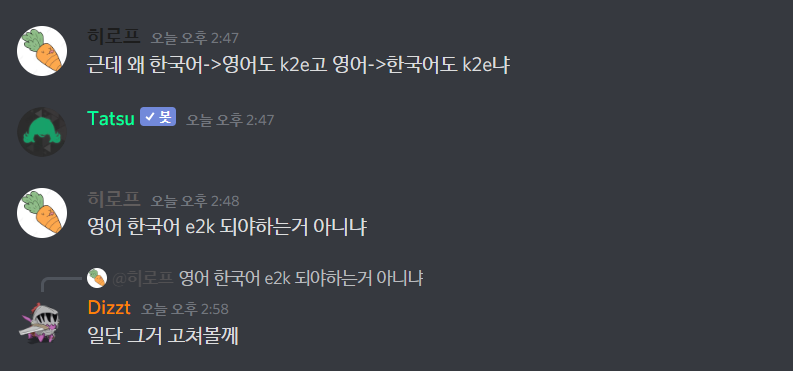 히로프 오늘 오후 2:47
근데 왜 한국어->영어도 k2e고 영어->한국어도 k2e냐
Tatsu ✓ 봇 오늘 오후 2:47
히로프 오늘 오후 2:48
영어 한국어 e2k 되야하는거 아니냐
@히로프 영어 한국어 e2k 되야하는거 아니냐
Dizzt 오늘 오후 2:58
일단 그거 고쳐볼께